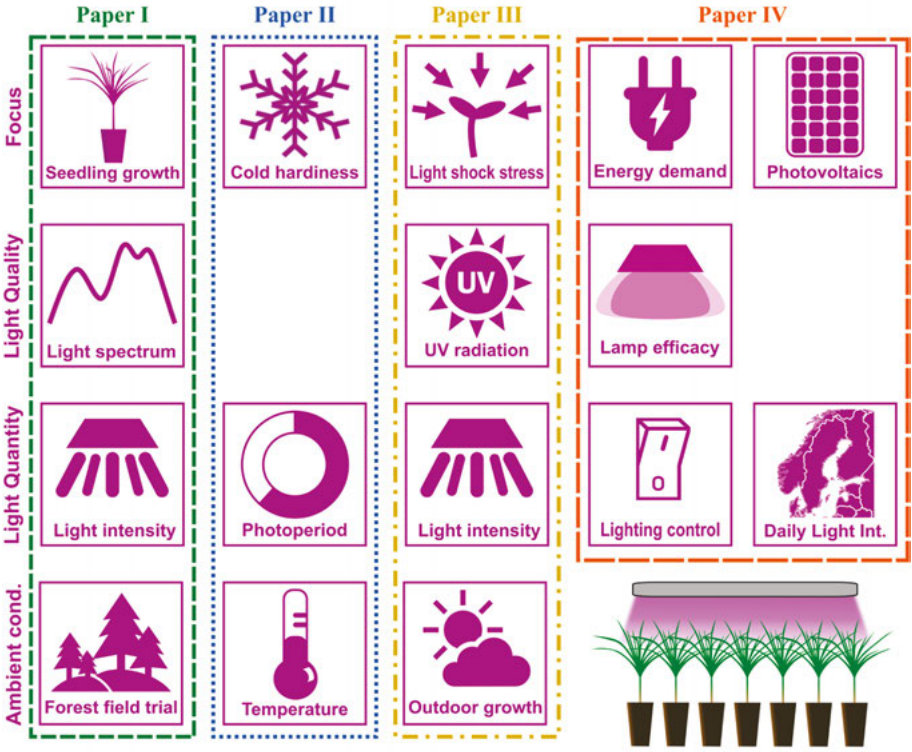 Paper I
Paper II
Paper III
Paper IV
Focus
Seedling growth
Cold hardiness
Light shock stress
Energy demand
Photovoltaics
Light Quality
Light spectrum
UV
UV radiation
Lamp efficacy
Light Quantity
Light intensity
Photoperiod
Light intensity
Lighting control
Daily Light Int.
Ambient cond.
Forest field trial
Temperature
Outdoor growth